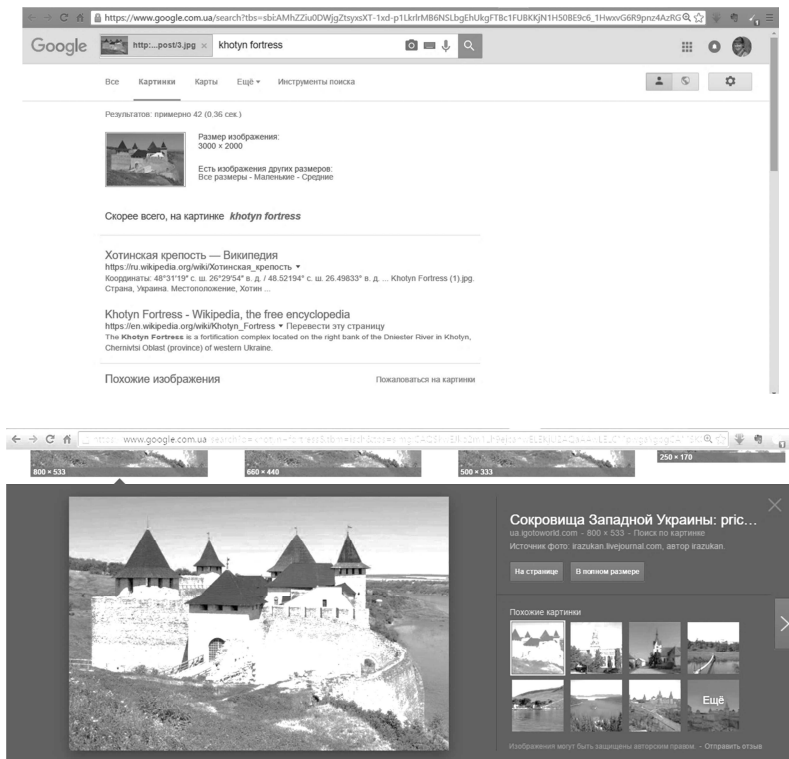 https://www.google.com.ua/search?tbs=sbi:
Google http:...post/3.jpg × khotyn fortress
Все Картинки Карты Ещё Инструменты поиска
Результатов: примерно 42 (0.36 сек.)
Размер изображения:
3000 × 2000
Есть изображения других размеров:
Все размеры - Маленькие - Средние
Скорее всего, на картинке khotyn fortress
Хотинская крепость — Википедия
https://ru.wikipedia.org/wiki/Хотинская_крепость
Координаты: 48°31′19″ с. ш. 26°29′54″ в. д. / 48.52194° с. ш. 26.49833° в. д. ... Khotyn Fortress (1).jpg.
Страна, Украина. Местоположение, Хотин ...
Khotyn Fortress - Wikipedia, the free encyclopedia
https://en.wikipedia.org/wiki/Khotyn_Fortress Перевести эту страницу
The Khotyn Fortress is a fortification complex located on the right bank of the Dniester River in Khotyn,
Chernivtsi Oblast (province) of western Ukraine.
Похожие изображения Пожаловаться на картинки
www.google.com.ua
800 × 533 660 × 440 500 × 333 250 × 170
Сокровища Западной Украины: pric...
ua.igotoworld.com - 800 × 533 - Поиск по картинке
Источник фото: irazukan.livejournal.com, автор irazukan.
На странице В полном размере
Похожие картинки
Ещё
Изображения могут быть защищены авторским правом. - Отправить отзыв